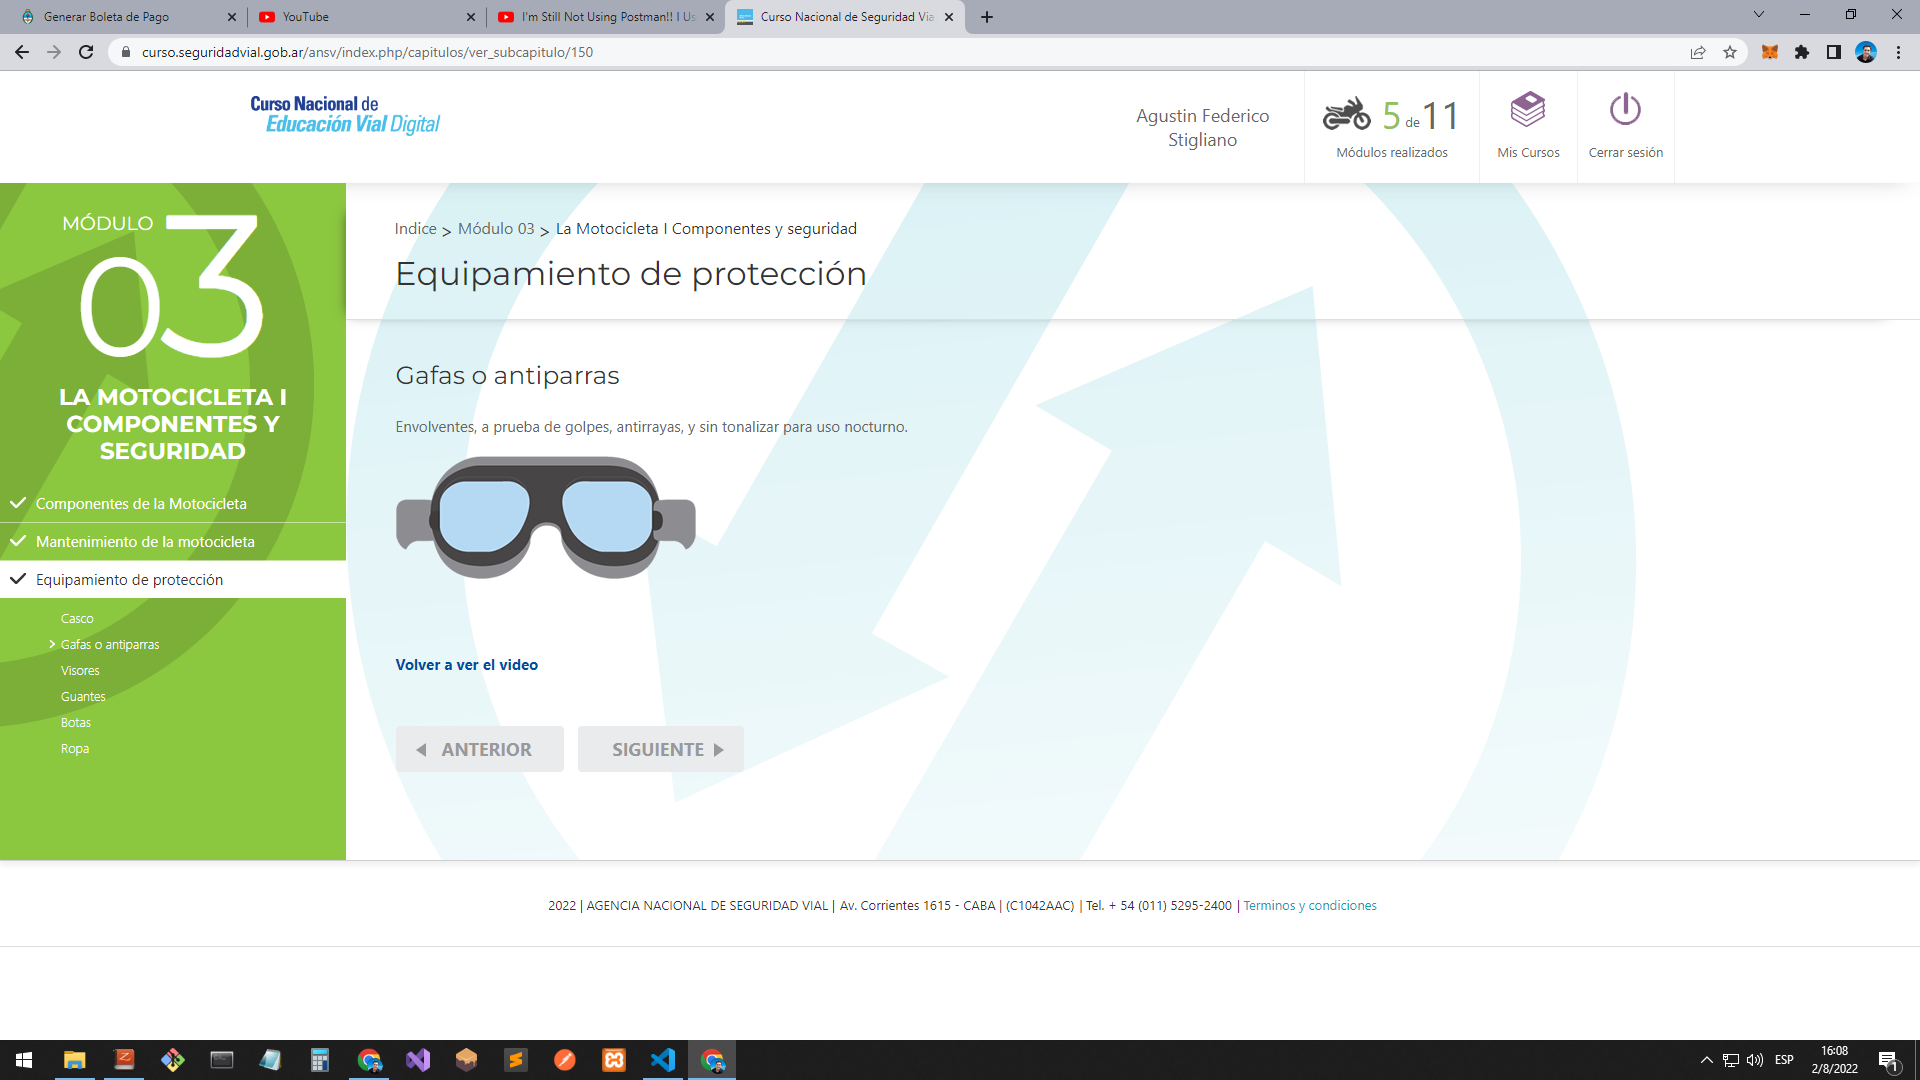 Generar Boleta de Pago
YouTube
I'm Still Not Using Postman!! I Us
Curso Nacional de Seguridad Via
curso.seguridadvial.gob.ar/ansv/index.php/capitulos/ver_subcapitulo/150
Curso Nacional de
Educación Vial Digital
Agustin Federico
Stigliano
5 de 11
Módulos realizados
Mis Cursos
Cerrar sesión
MÓDULO
03
LA MOTOCICLETA I
COMPONENTES Y
SEGURIDAD
Componentes de la Motocicleta
Mantenimiento de la motocicleta
Equipamiento de protección
Casco
Gafas o antiparras
Visores
Guantes
Botas
Ropa
Indice > Módulo 03 > La Motocicleta I Componentes y seguridad
Equipamiento de protección
Gafas o antiparras
Envolventes, a prueba de golpes, antirrayas, y sin tonalizar para uso nocturno.
Volver a ver el video
ANTERIOR
SIGUIENTE
2022 | AGENCIA NACIONAL DE SEGURIDAD VIAL | Av. Corrientes 1615 - CABA | (C1042AAC) | Tel. + 54 (011) 5295-2400 | Terminos y condiciones
ESP
16:08
2/8/2022
1